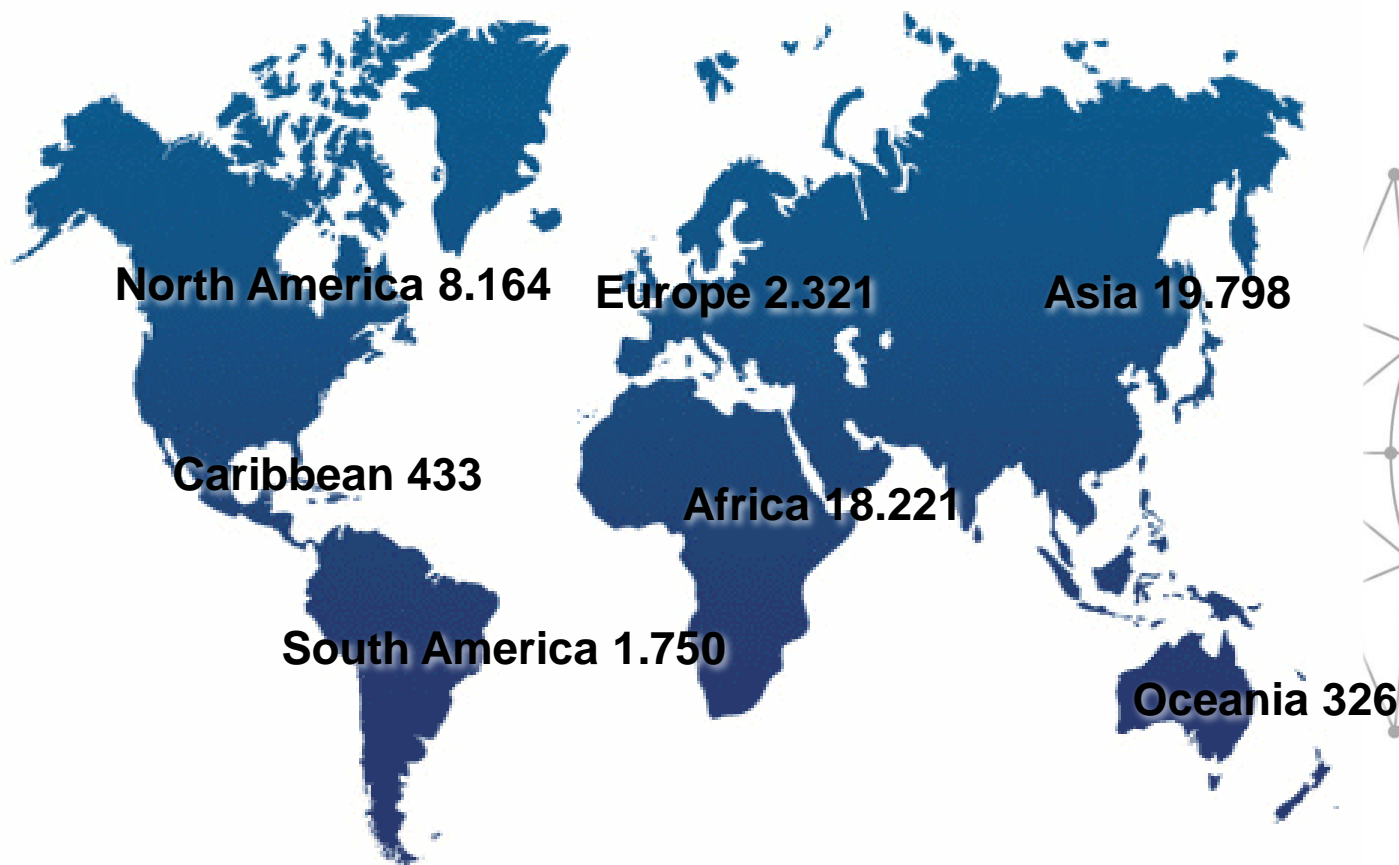 North America 8.164
Europe 2.321
Asia 19.798
Caribbean 433
Africa 18.221
South America 1.750
Oceania 326